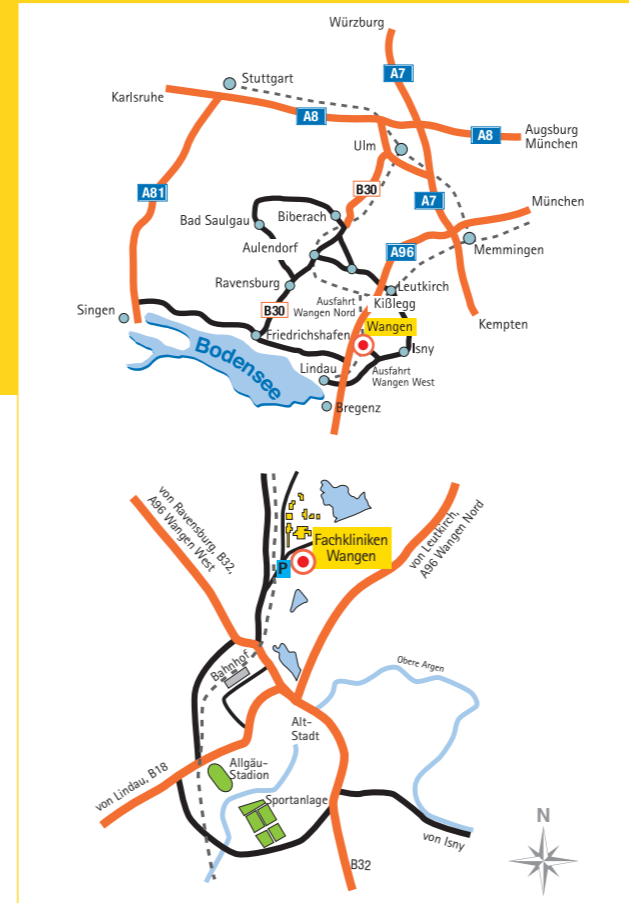 Würzburg
A7
Stuttgart
Karlsruhe
A8
A8
Augsburg
München
Ulm
A81
B30
A7
München
Bad Saulgau
Biberach
Aulendorf
A96
Memmingen
Ravensburg
Leutkirch
Ausfahrt
Wangen Nord
Kißlegg
Singen
B30
Kempten
Friedrichshafen
Wangen
Isny
Bodensee
Lindau
Ausfahrt
Wangen West
Bregenz
von Ravensburg, B32,
A96 Wangen West
Fachkliniken
Wangen
P
von Leutkirch,
A96 Wangen Nord
Bahnhof
Obere Argen
Alt-
Stadt
Allgäu-
Stadion
von Lindau, B18
Sportanlage
von Isny
B32
N